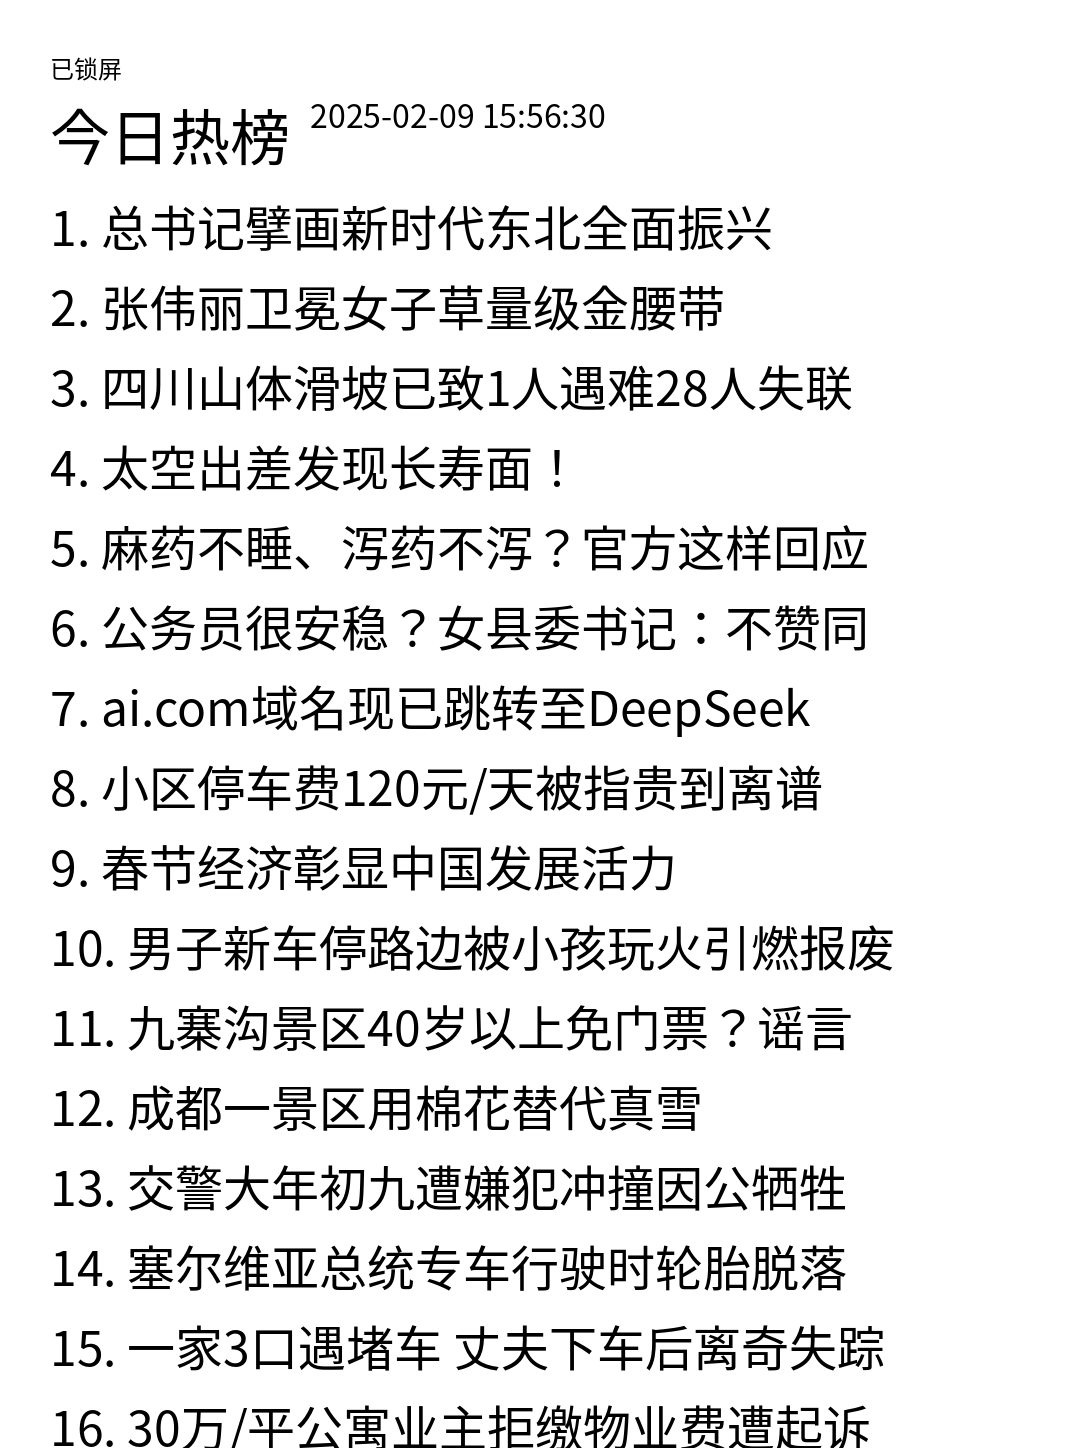 已锁屏
今日热榜 2025-02-09 15:56:30
1. 总书记擘画新时代东北全面振兴
2. 张伟丽卫冕女子草量级金腰带
3. 四川山体滑坡已致1人遇难28人失联
4. 太空出差发现长寿面！
5. 麻药不睡、泻药不泻？官方这样回应
6. 公务员很安稳？女县委书记：不赞同
7. ai.com域名现已跳转至DeepSeek
8. 小区停车费120元/天被指贵到离谱
9. 春节经济彰显中国发展活力
10. 男子新车停路边被小孩玩火引燃报废
11. 九寨沟景区40岁以上免门票？谣言
12. 成都一景区用棉花替代真雪
13. 交警大年初九遭嫌犯冲撞因公牺牲
14. 塞尔维亚总统专车行驶时轮胎脱落
15. 一家3口遇堵车 丈夫下车后离奇失踪
16. 30万/平公寓业主拒缴物业费遭起诉